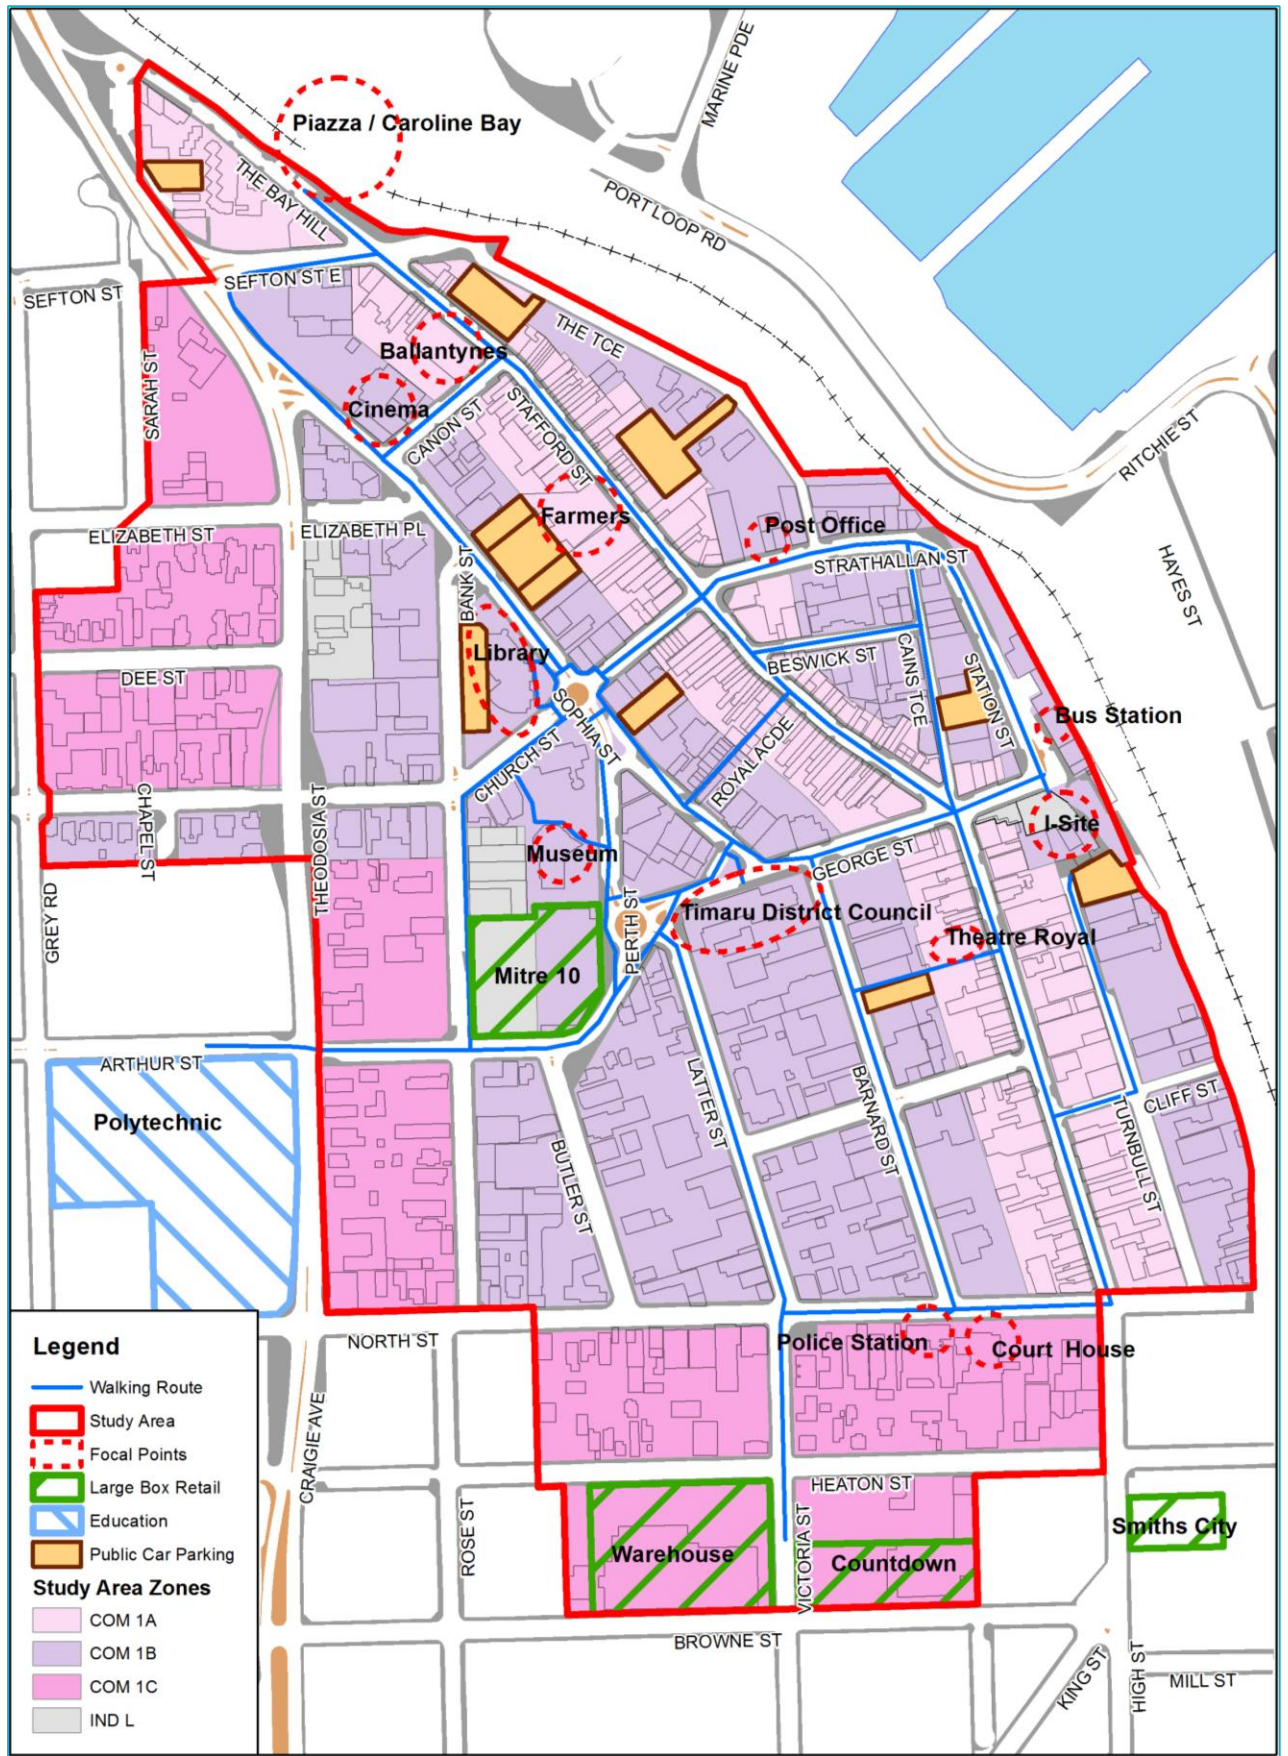 MARINE PDE
Piazza / Caroline Bay
THE BAY HILL
PORT LOOP RD
SEFTON ST
SEFTON ST E
THE TCE
Ballantynes
SARAH ST
Cinema
CANON ST
STAFFORD ST
RITCHIE ST
Farmers
Post Office
ELIZABETH ST
ELIZABETH PL
STRATHALLAN ST
HAYES ST
BANK ST
Library
BESWICK ST
CAINS TCE
STATION ST
DEE ST
SOPHIA ST
Bus Station
CHURCH ST
ROYALACDE
CHAPEL ST
THEODOSIA ST
I-Site
Museum
GEORGE ST
GREY RD
PERTH ST
Timaru District Council
Theatre Royal
Mitre 10
ARTHUR ST
LATTER ST
BARNARD ST
CLIFF ST
TURNBULL ST
Polytechnic
BUTLER ST
NORTH ST
Police Station
Court House
CRAIGIE AVE
HEATON ST
ROSE ST
VICTORIA ST
Smiths City
Warehouse
Countdown
BROWNE ST
KING ST
HIGH ST
MILL ST
Legend
Walking Route
Study Area
Focal Points
Large Box Retail
Education
Public Car Parking
Study Area Zones
COM 1A
COM 1B
COM 1C
IND L